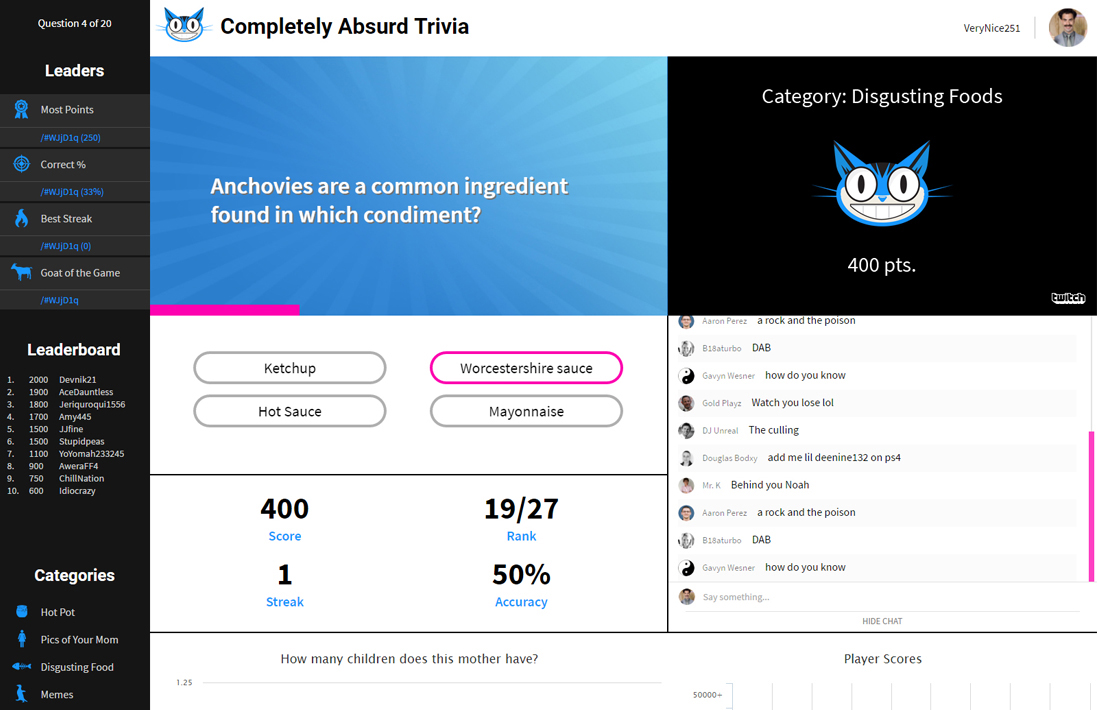 Question 4 of 20
Leaders
Most Points
/#WJjD1q (250)
Correct %
/#WJjD1q (33%)
Best Streak
/#WJjD1q (0)
Goat of the Game
/#WJjD1q
Leaderboard
1. 2000 Devnik21
2. 1900 AceDauntless
3. 1800 Jeriquroqui1556
4. 1700 Amy445
5. 1500 JJfine
6. 1500 Stupidpeas
7. 1100 YoYomah233245
8. 900 AweraFF4
9. 750 ChillNation
10. 600 Idiocrazy
Categories
Hot Pot
Pics of Your Mom
Disgusting Food
Memes
Completely Absurd Trivia
VeryNice251
Anchovies are a common ingredient
found in which condiment?
Category: Disgusting Foods
400 pts.
twitch
Ketchup
Worcestershire sauce
Hot Sauce
Mayonnaise
400
Score
19/27
Rank
1
Streak
50%
Accuracy
Aaron Perez a rock and the poison
B18aturbo DAB
Gavyn Wesner how do you know
Gold Playz Watch you lose lol
DJ Unreal The culling
Douglas Bodxy add me lil deenine132 on ps4
Mr. K Behind you Noah
Aaron Perez a rock and the poison
B18aturbo DAB
Gavyn Wesner how do you know
Say something...
HIDE CHAT
How many children does this mother have?
1.25
Player Scores
50000+